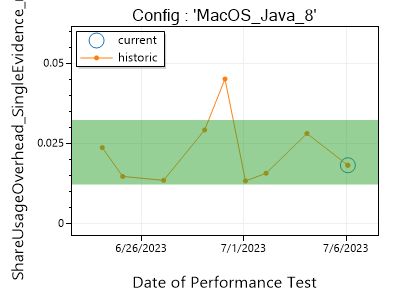 Config : 'MacOS_Java_8'
current
historic
ShareUsageOverhead_SingleEvidence_
0.05
0.025
0
6/26/2023
7/1/2023
7/6/2023
Date of Performance Test